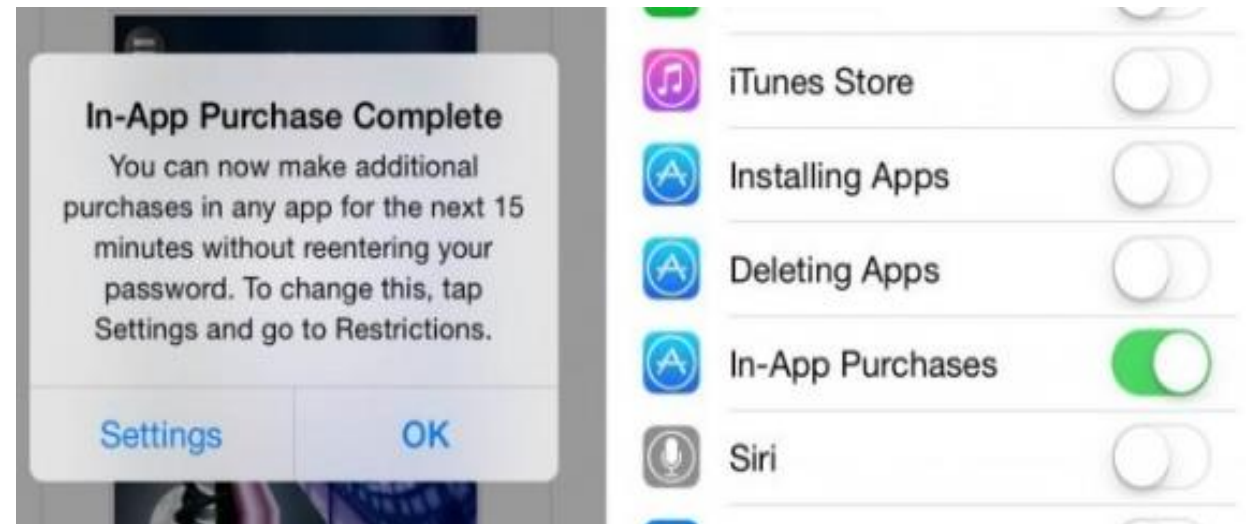 In-App Purchase Complete
You can now make additional
purchases in any app for the next 15
minutes without reentering your
password. To change this, tap
Settings and go to Restrictions.
Settings
OK
iTunes Store
Installing Apps
Deleting Apps
In-App Purchases
Siri